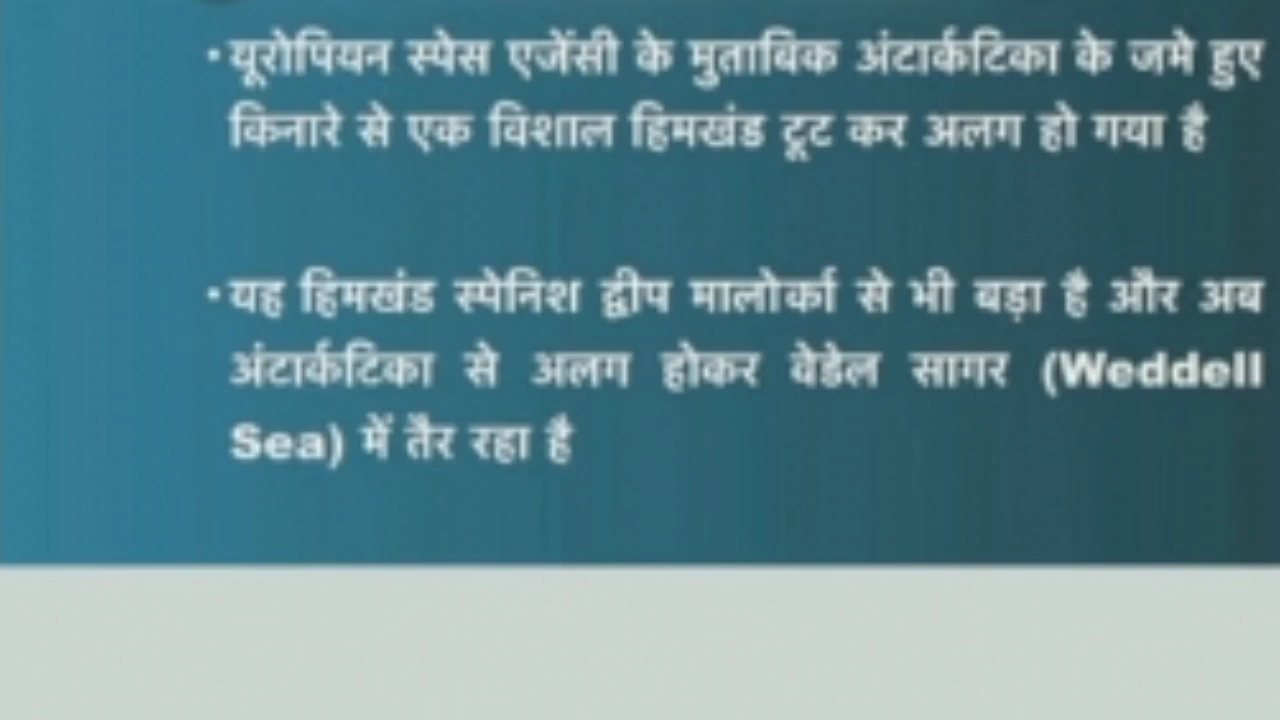 • यूरोपियन स्पेस एजेंसी के मुताबिक अंटार्कटिका के जमे हुए
किनारे से एक विशाल हिमखंड टूट कर अलग हो गया है
• यह हिमखंड स्पेनिश द्वीप मालोर्का से भी बड़ा है और अब
अंटार्कटिका से अलग होकर वेडेल सागर (Weddell
Sea) में तैर रहा है